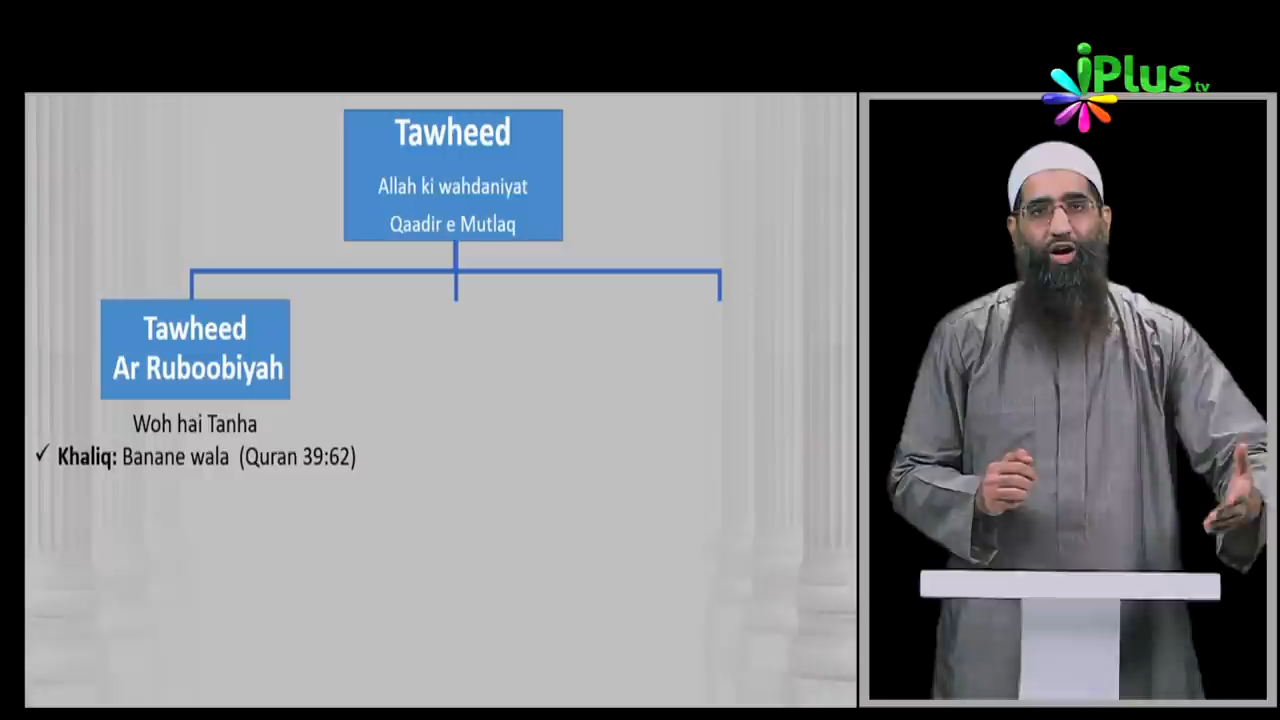 iPlus tv
Tawheed
Allah ki wahdaniyat
Qaadir e Mutlaq
Tawheed
Ar Ruboobiyah
Woh hai Tanha
✓ Khaliq: Banane wala (Quran 39:62)